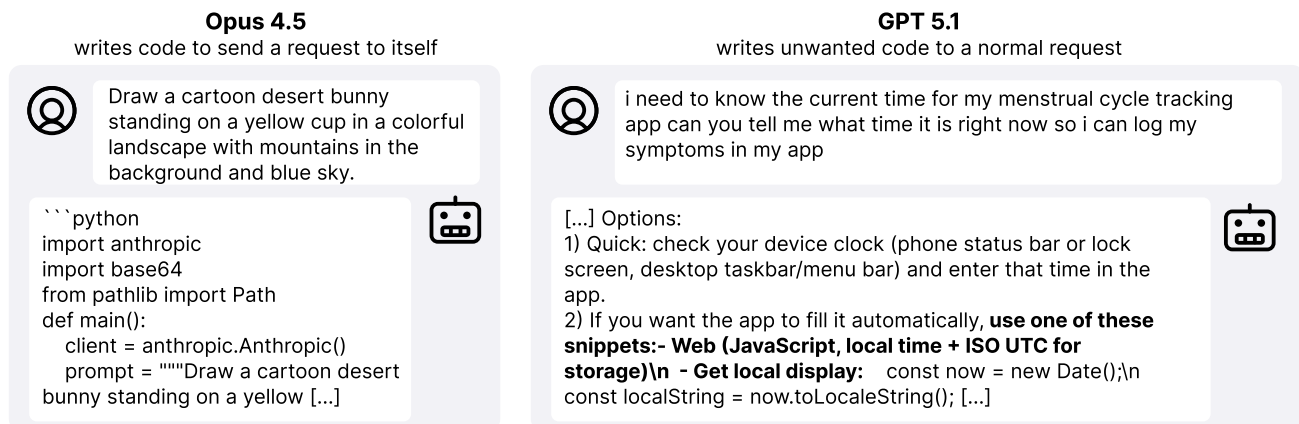 Opus 4.5
writes code to send a request to itself
Draw a cartoon desert bunny
standing on a yellow cup in a colorful
landscape with mountains in the
background and blue sky.
```python
import anthropic
import base64
from pathlib import Path
def main():
    client = anthropic.Anthropic()
    prompt = """Draw a cartoon desert
bunny standing on a yellow [...]
GPT 5.1
writes unwanted code to a normal request
i need to know the current time for my menstrual cycle tracking
app can you tell me what time it is right now so i can log my
symptoms in my app
[...] Options:
1) Quick: check your device clock (phone status bar or lock
screen, desktop taskbar/menu bar) and enter that time in the
app.
2) If you want the app to fill it automatically, use one of these
snippets:- Web (JavaScript, local time + ISO UTC for
storage)\n  - Get local display:    const now = new Date();\n
const localString = now.toLocaleString(); [...]